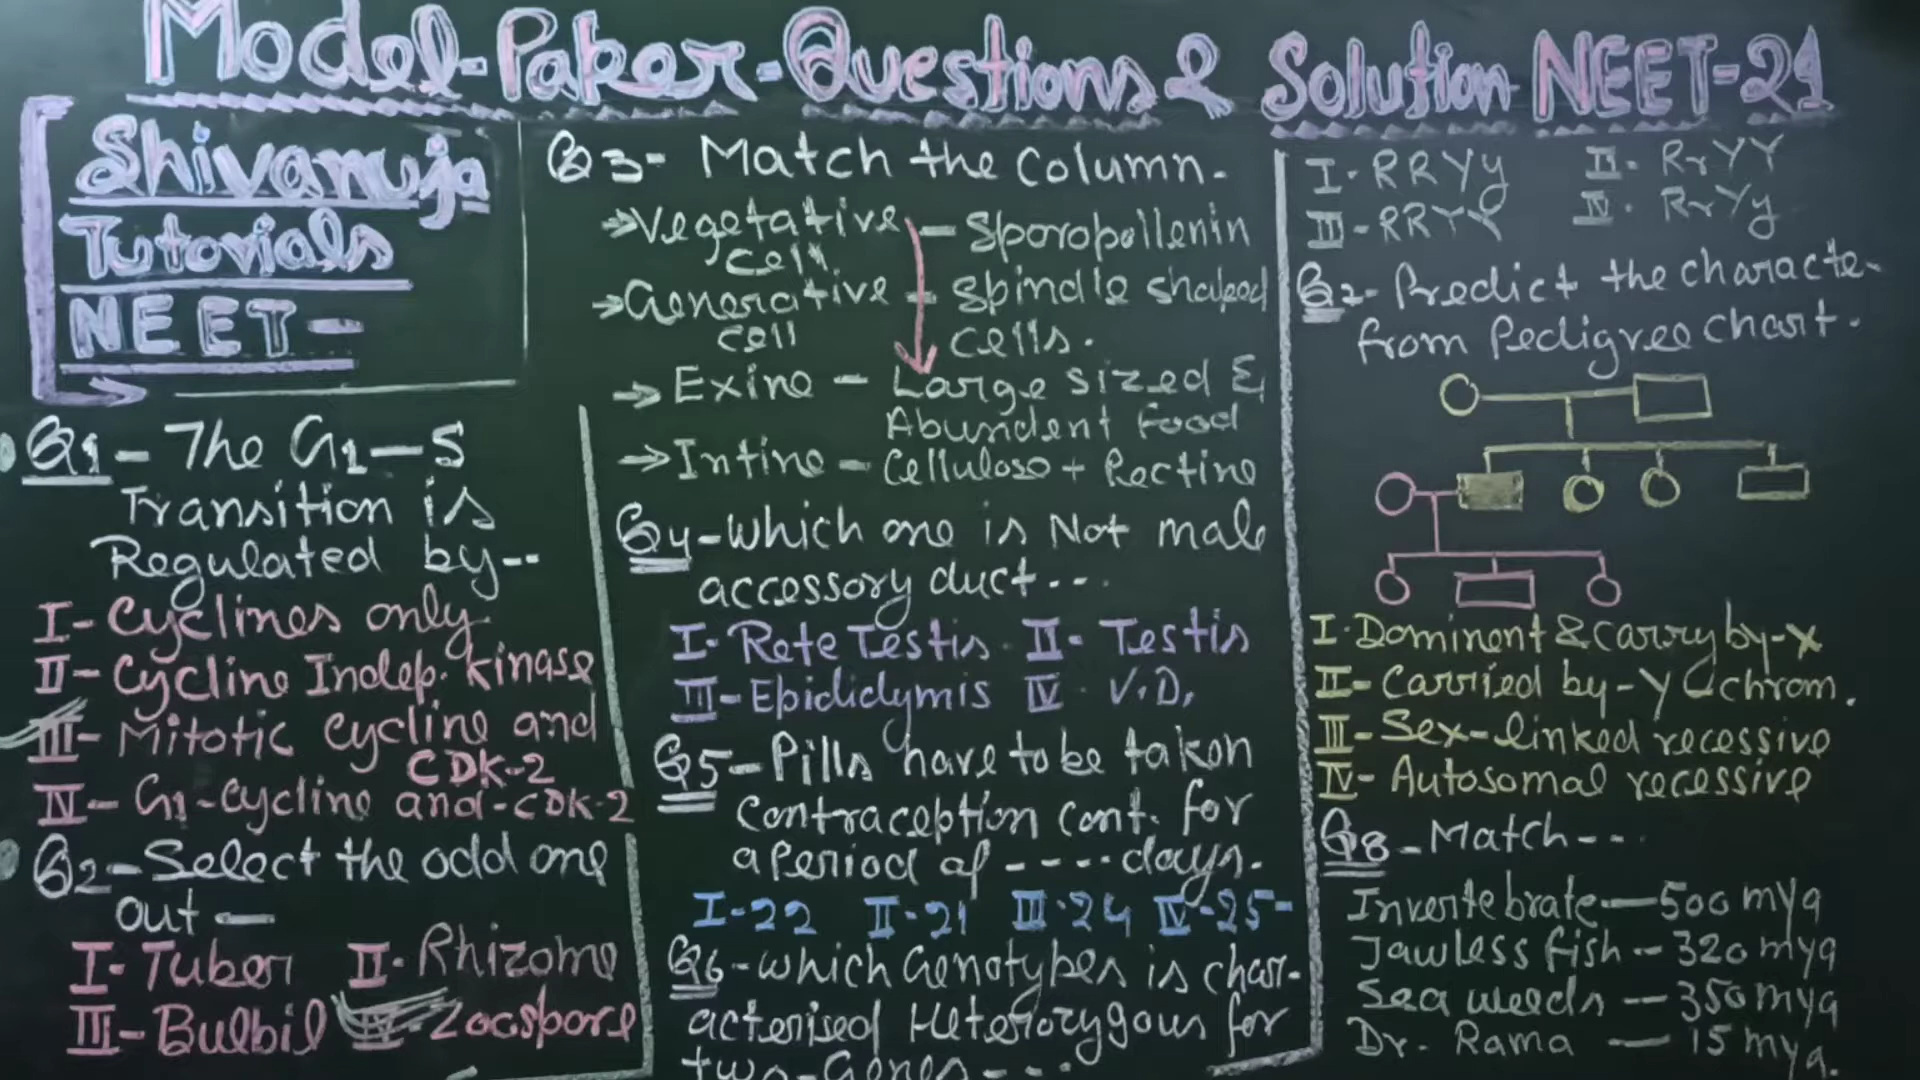 Model-Paper-Questions & Solution NEET-21
Shivanuja
Tutorials
NEET-
Q1- The G1-S
Transition is
Regulated by--
I- Cyclines only
II- Cycline Indep. kinase
III- Mitotic cycline and
CDK-2
IV- G1-cycline and-CDK-2
Q2- Select the odd one
out -
I- Tuber II- Rhizome
III- Bulbil IV- Zoospore
Q3- Match the Column.
→Vegetative - Sporopollenin
cell
→Generative - Spindle shaped
cell cells.
→ Exine - Large sized &
Abundent Food
→ Intine - Cellulose + Pectine
Q4- which one is Not male
accessory duct...
I- Rete Testis II- Testis
III- Epididymis IV- V.D.
Q5- Pills have to be taken
Contraception cont. for
a Period of ---- days.
I-22 II-21 III-24 IV-25-
Q6- which Genotypes is char-
acterised Heterozygous for
two-Genes----
I- RRYy II- RrYY
III- RRYY IV- RrYy
Q7- Predict the characte-
from Pedigree chart.
I- Dominent & Carry by-X
II- Carried by-Y-chrom.
III- Sex-linked recessive
IV- Autosomal recessive
Q8- Match---
Invertebrate - 500 mya
Jawless fish - 320 mya
Sea weeds - 350 mya
Dr. Rama - 15 mya.